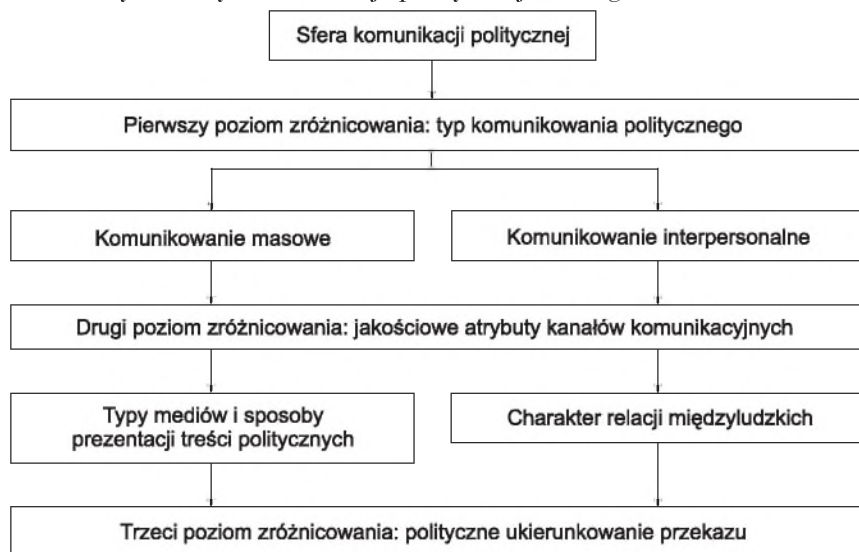 Sfera komunikacji politycznej
Pierwszy poziom zróżnicowania: typ komunikowania politycznego
Komunikowanie masowe
Komunikowanie interpersonalne
Drugi poziom zróżnicowania: jakościowe atrybuty kanałów komunikacyjnych
Typy mediów i sposoby
prezentacji treści politycznych
Charakter relacji międzyludzkich
Trzeci poziom zróżnicowania: polityczne ukierunkowanie przekazu